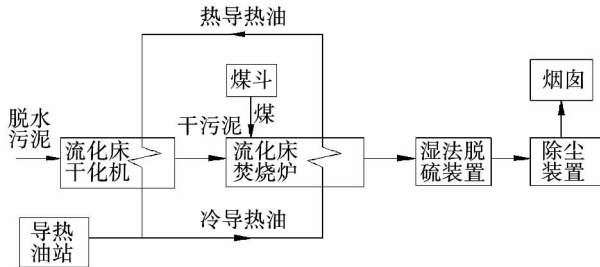 热导热油
煤斗
烟囱
煤
脱水
污泥
干污泥
流化床
干化机
流化床
焚烧炉
湿法脱
硫装置
除尘
装置
冷导热油
导热
油站